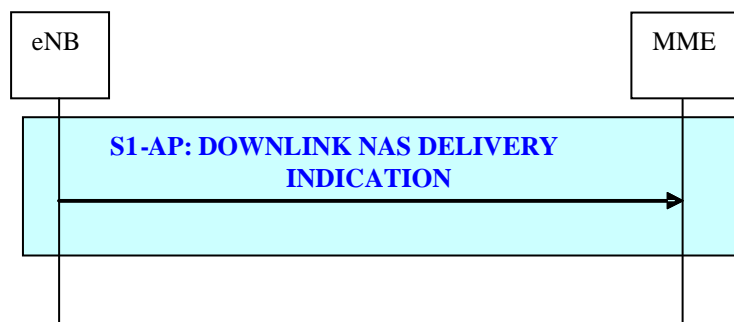 eNB
MME
S1-AP: DOWNLINK NAS DELIVERY
INDICATION